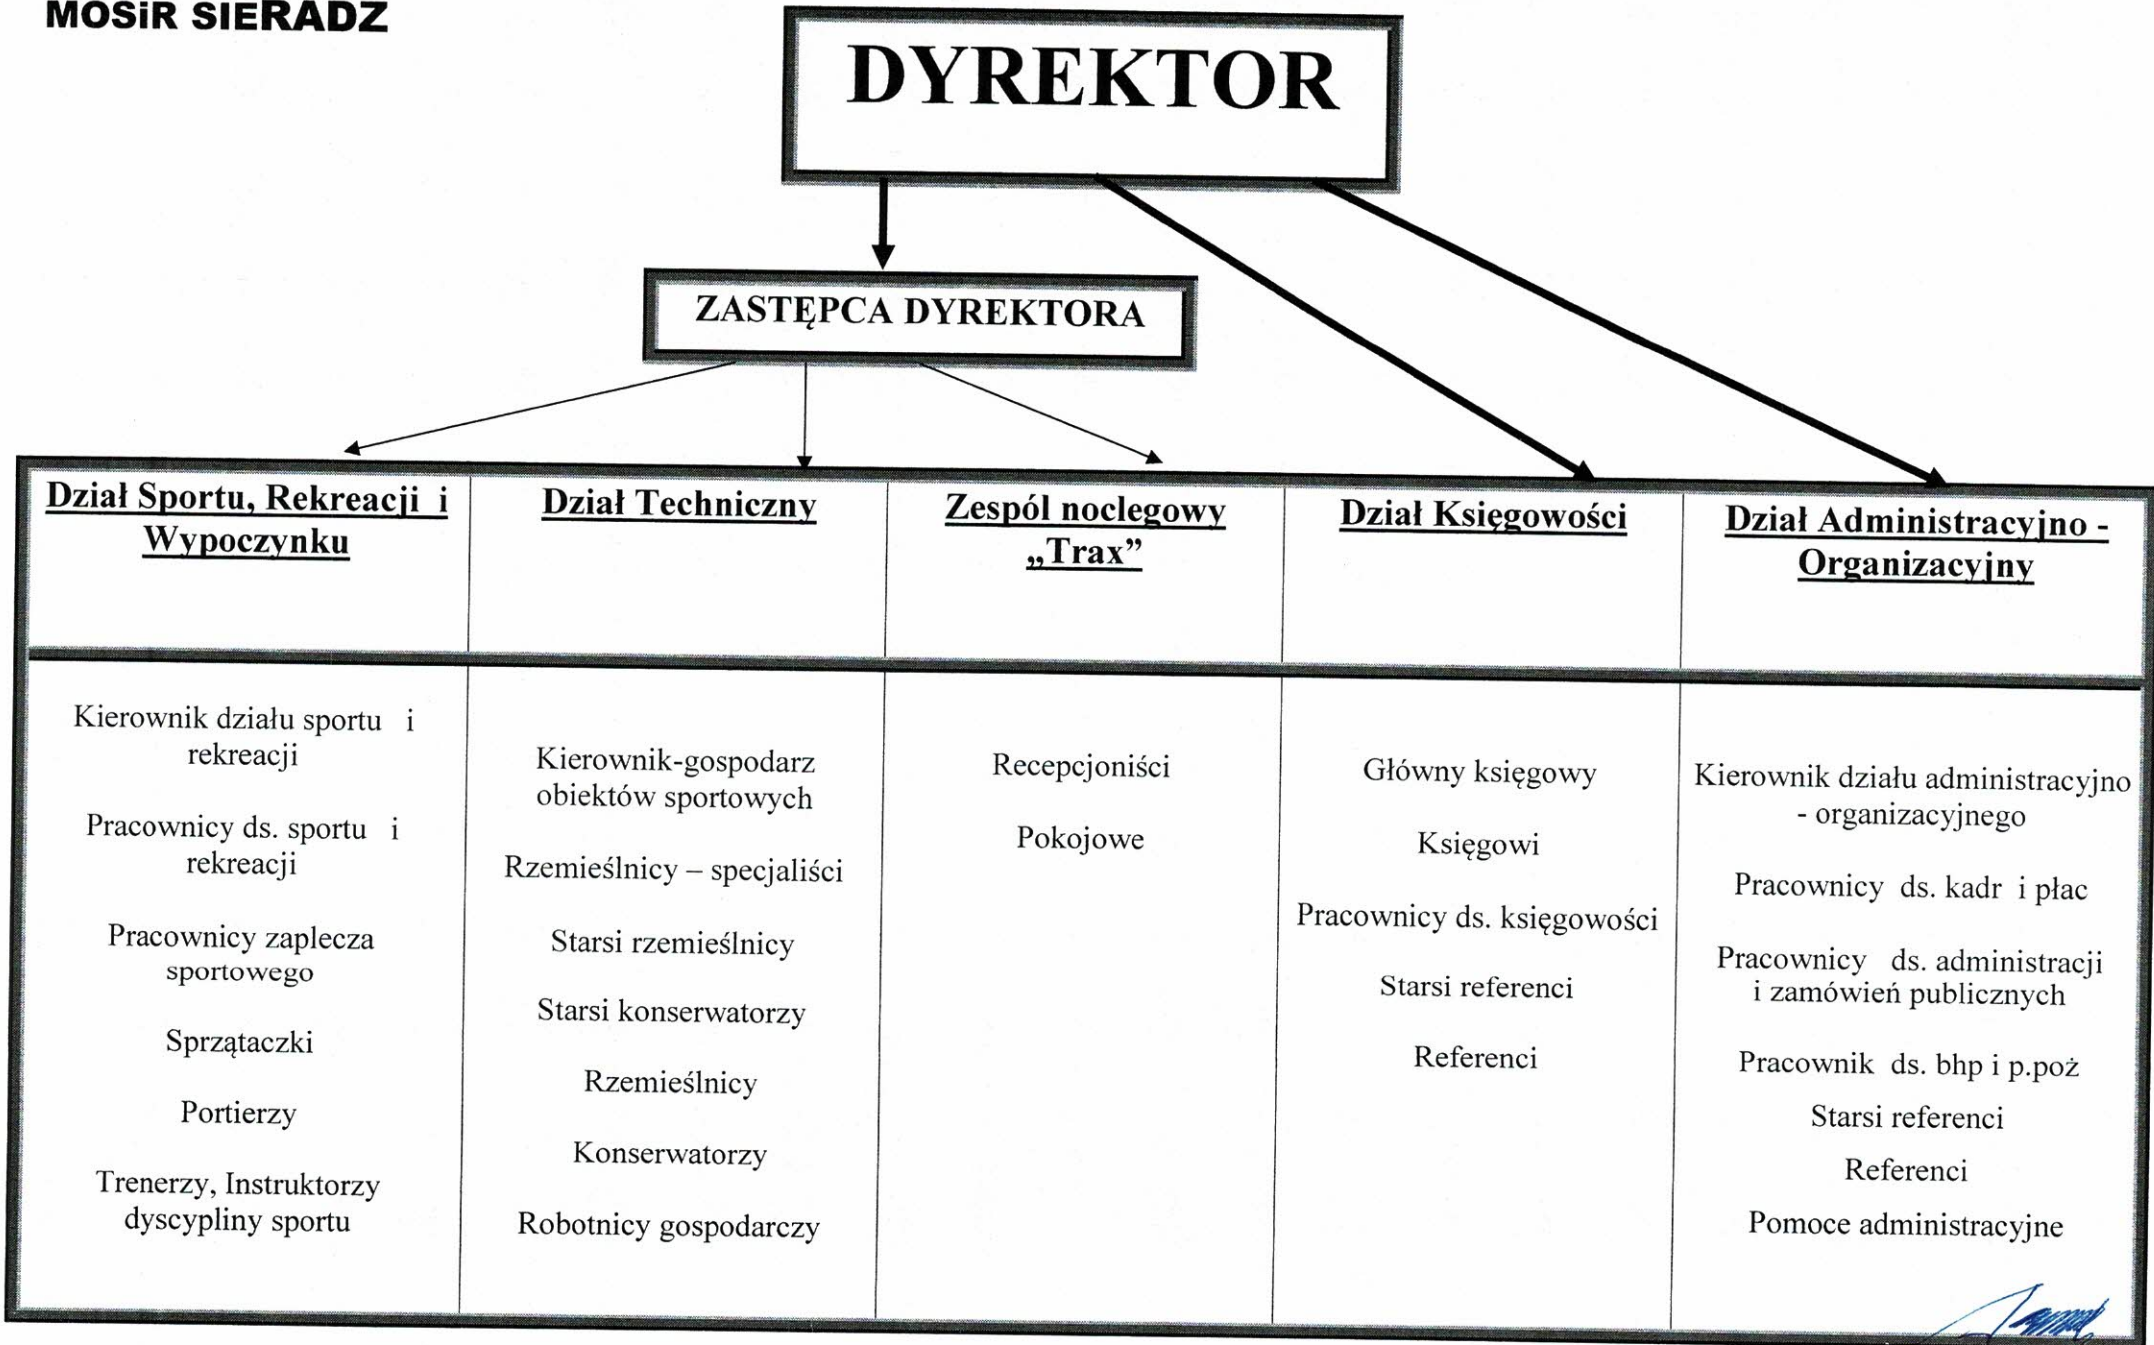 MOSiR SIERADZ
DYREKTOR
ZASTĘPCA DYREKTORA
Dział Sportu, Rekreacji i
Wypoczynku
Dział Techniczny
Zespól noclegowy
„Trax”
Dział Księgowości
Dział Administracyjno -
Organizacyjny
Kierownik działu sportu i
rekreacji
Pracownicy ds. sportu i
rekreacji
Pracownicy zaplecza
sportowego
Sprzątaczki
Portierzy
Trenerzy, Instruktorzy
dyscypliny sportu
Kierownik-gospodarz
obiektów sportowych
Rzemieślnicy – specjaliści
Starsi rzemieślnicy
Starsi konserwatorzy
Rzemieślnicy
Konserwatorzy
Robotnicy gospodarczy
Recepcjoniści
Pokojowe
Główny księgowy
Księgowi
Pracownicy ds. księgowości
Starsi referenci
Referenci
Kierownik działu administracyjno
- organizacyjnego
Pracownicy ds. kadr i płac
Pracownicy ds. administracji
i zamówień publicznych
Pracownik ds. bhp i p.poż
Starsi referenci
Referenci
Pomoce administracyjne